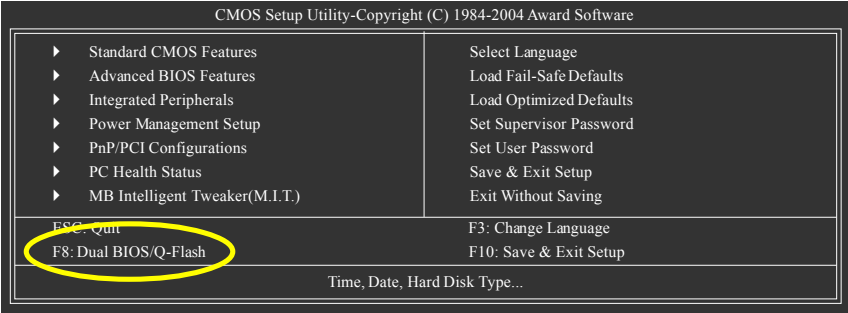 CMOS Setup Utility-Copyright (C) 1984-2004 Award Software
Standard CMOS Features
Advanced BIOS Features
Integrated Peripherals
Power Management Setup
PnP/PCI Configurations
PC Health Status
MB Intelligent Tweaker(M.I.T.)
Select Language
Load Fail-Safe Defaults
Load Optimized Defaults
Set Supervisor Password
Set User Password
Save & Exit Setup
Exit Without Saving
ESC: Quit
F3: Change Language
F8: Dual BIOS/Q-Flash
F10: Save & Exit Setup
Time, Date, Hard Disk Type...